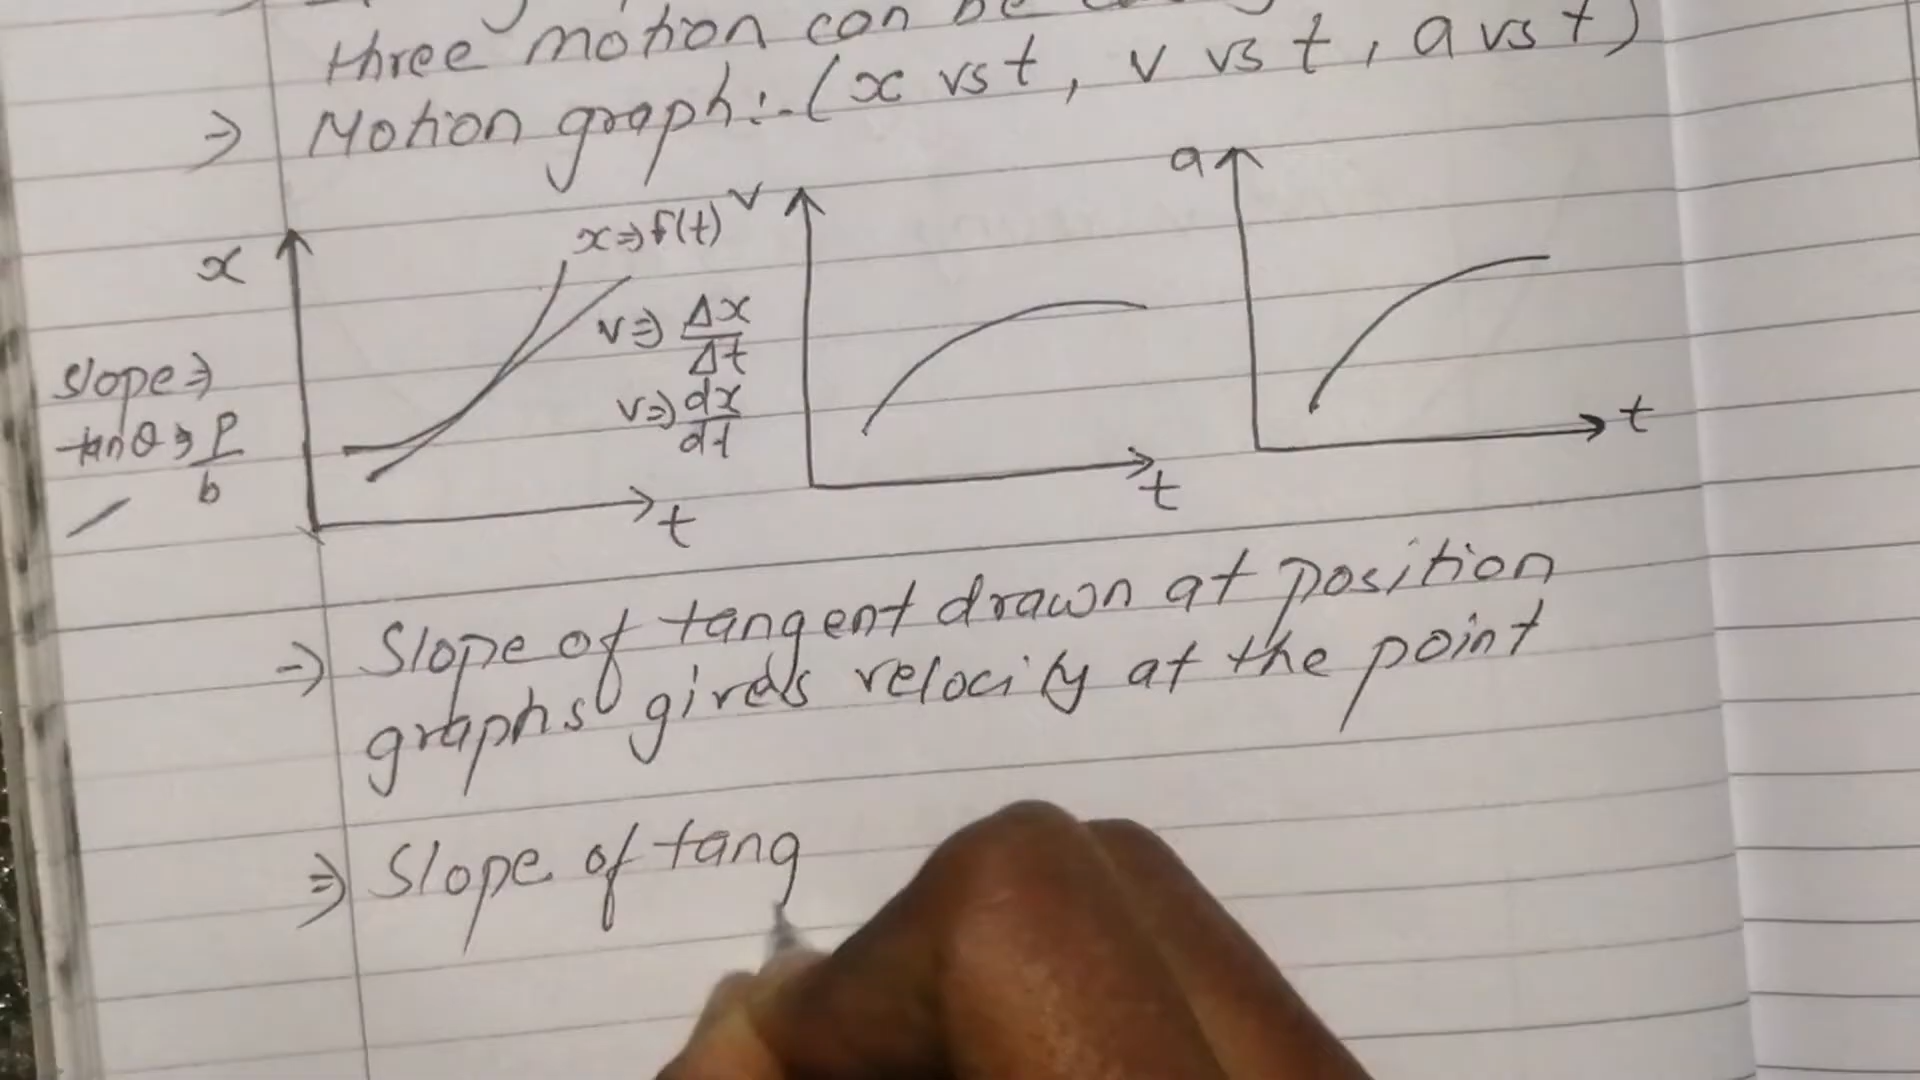 three motion can be
⇒ Motion graph:-(x vs t, v vs t, a vs t)
x
x⇒f(t)
v⇒ Δx/Δt
v⇒ dx/dt
t
slope⇒
tanθ⇒ p/b
v
t
a
t
⇒ Slope of tangent drawn at position
graphs gives velocity at the point
⇒ Slope of tang